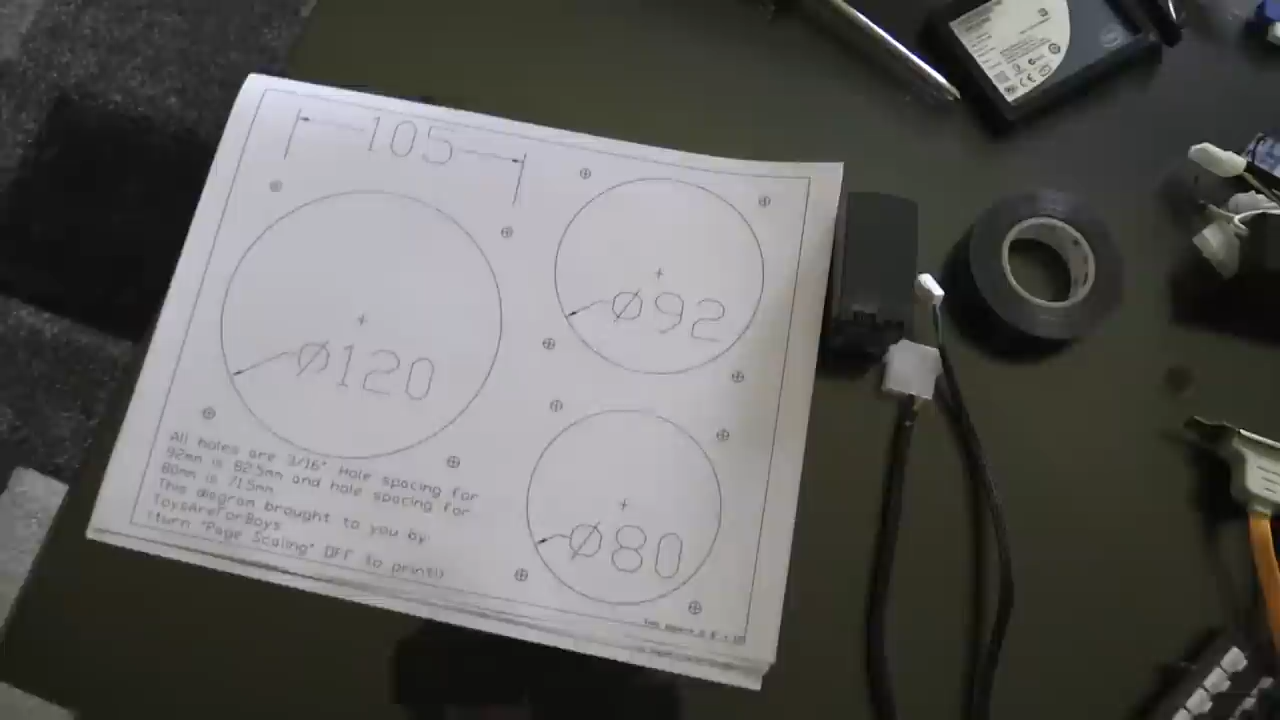 105
Ø92
Ø120
All holes are 3/16" Hole spacing for
92mm is 82.5mm and hole spacing for
80mm is 71.5mm
This diagram brought to you by:
ToysAreForBoys
(turn "Page Scaling" OFF to print!)
Ø80